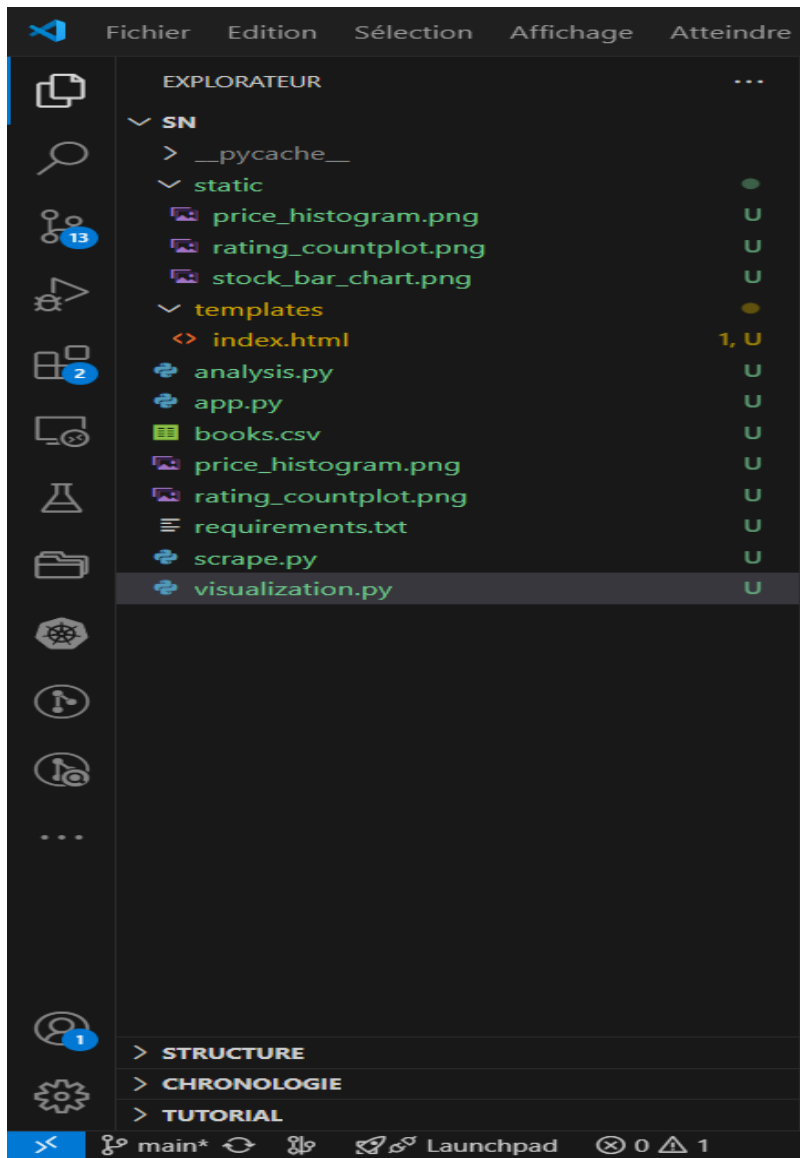 Fichier Edition Sélection Affichage Atteindre
EXPLORATEUR ...
SN
__pycache__
static
price_histogram.png U
rating_countplot.png U
stock_bar_chart.png U
templates
index.html 1, U
analysis.py U
app.py U
books.csv U
price_histogram.png U
rating_countplot.png U
requirements.txt U
scrape.py U
visualization.py U
13
2
1
STRUCTURE
CHRONOLOGIE
TUTORIAL
main* Launchpad 0 1